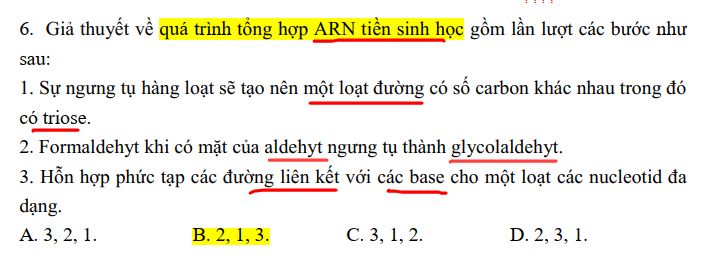 6. Giả thuyết về quá trình tổng hợp ARN tiền sinh học gồm lần lượt các bước như
sau:
1. Sự ngưng tụ hàng loạt sẽ tạo nên một loạt đường có số carbon khác nhau trong đó
có triose.
2. Formaldehyt khi có mặt của aldehyt ngưng tụ thành glycolaldehyt.
3. Hỗn hợp phức tạp các đường liên kết với các base cho một loạt các nucleotid đa
dạng.
A. 3, 2, 1. B. 2, 1, 3. C. 3, 1, 2. D. 2, 3, 1.